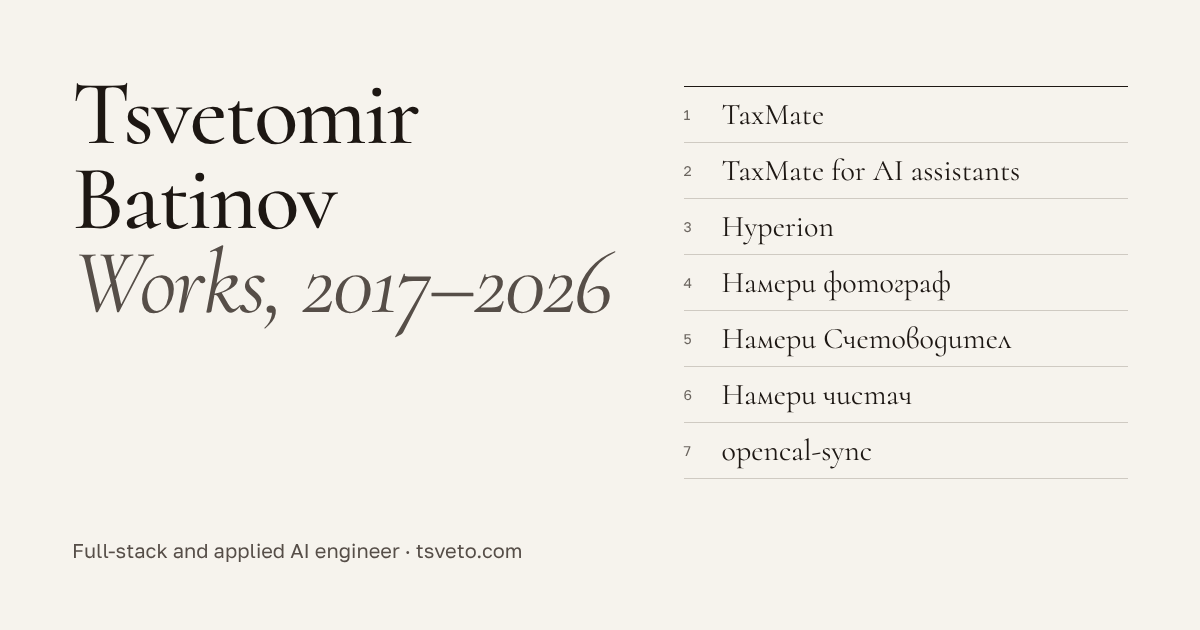 Tsvetomir
Batinov
Works, 2017–2026
1 TaxMate
2 TaxMate for AI assistants
3 Hyperion
4 Намери фотограф
5 Намери Счетоводител
6 Намери чистач
7 opencal-sync
Full-stack and applied AI engineer · tsveto.com